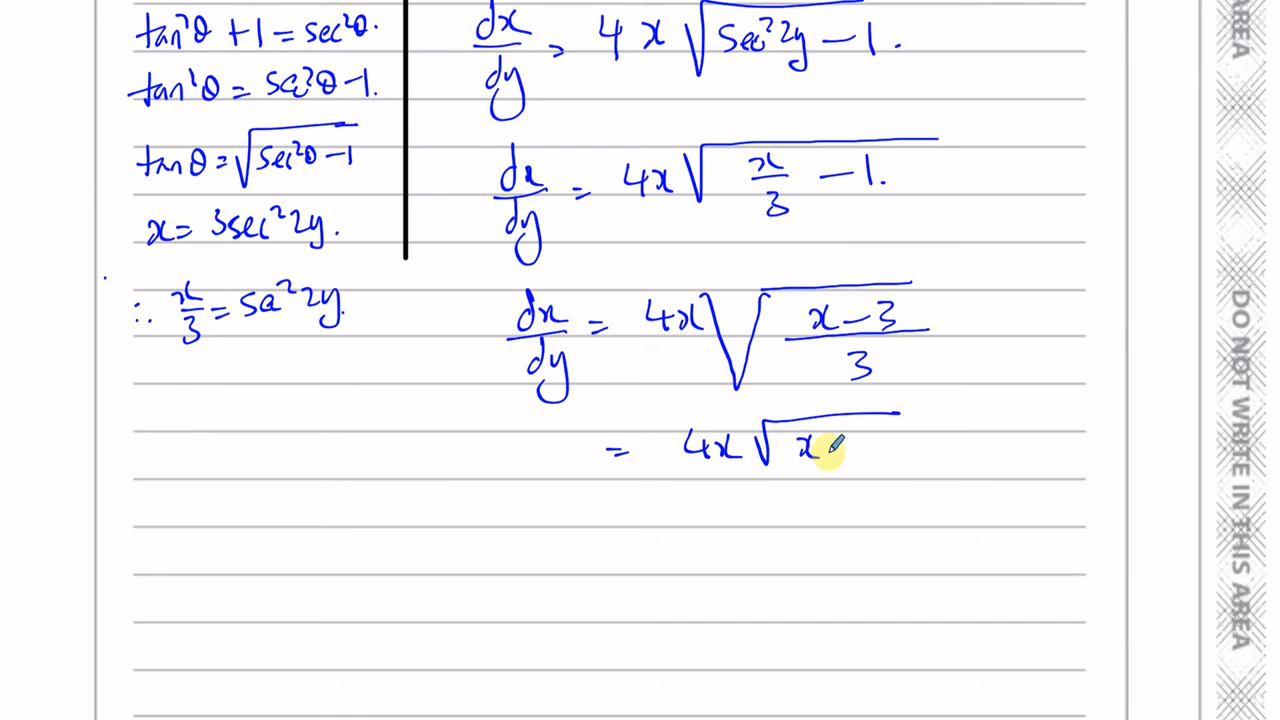 tan²θ + 1 = sec²θ.
tan²θ = sec²θ − 1.
tanθ = √(sec²θ − 1)
x = 3sec²2y.
∴ x/3 = sec²2y.
dx/dy = 4x√(sec²2y − 1).
dx/dy = 4x√(x/3 − 1).
dx/dy = 4x√((x − 3)/3)
= 4x√x
AREA
DO NOT WRITE IN THIS AREA